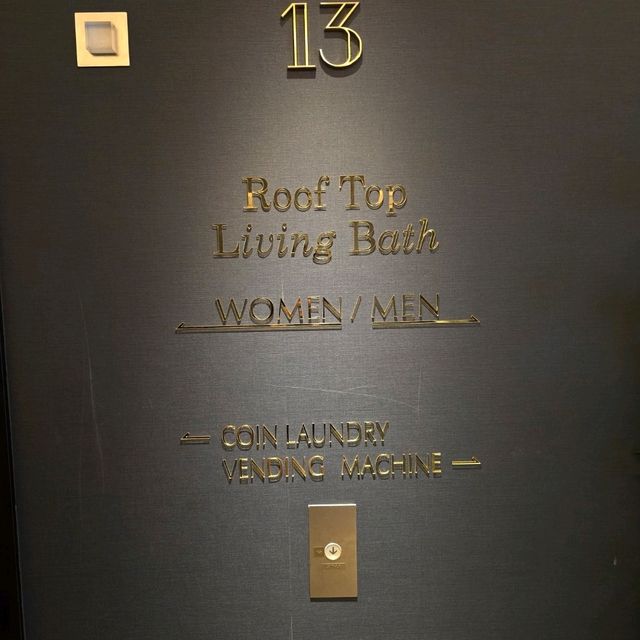 13
Roof Top
Living Bath
WOMEN / MEN
COIN LAUNDRY
VENDING MACHINE